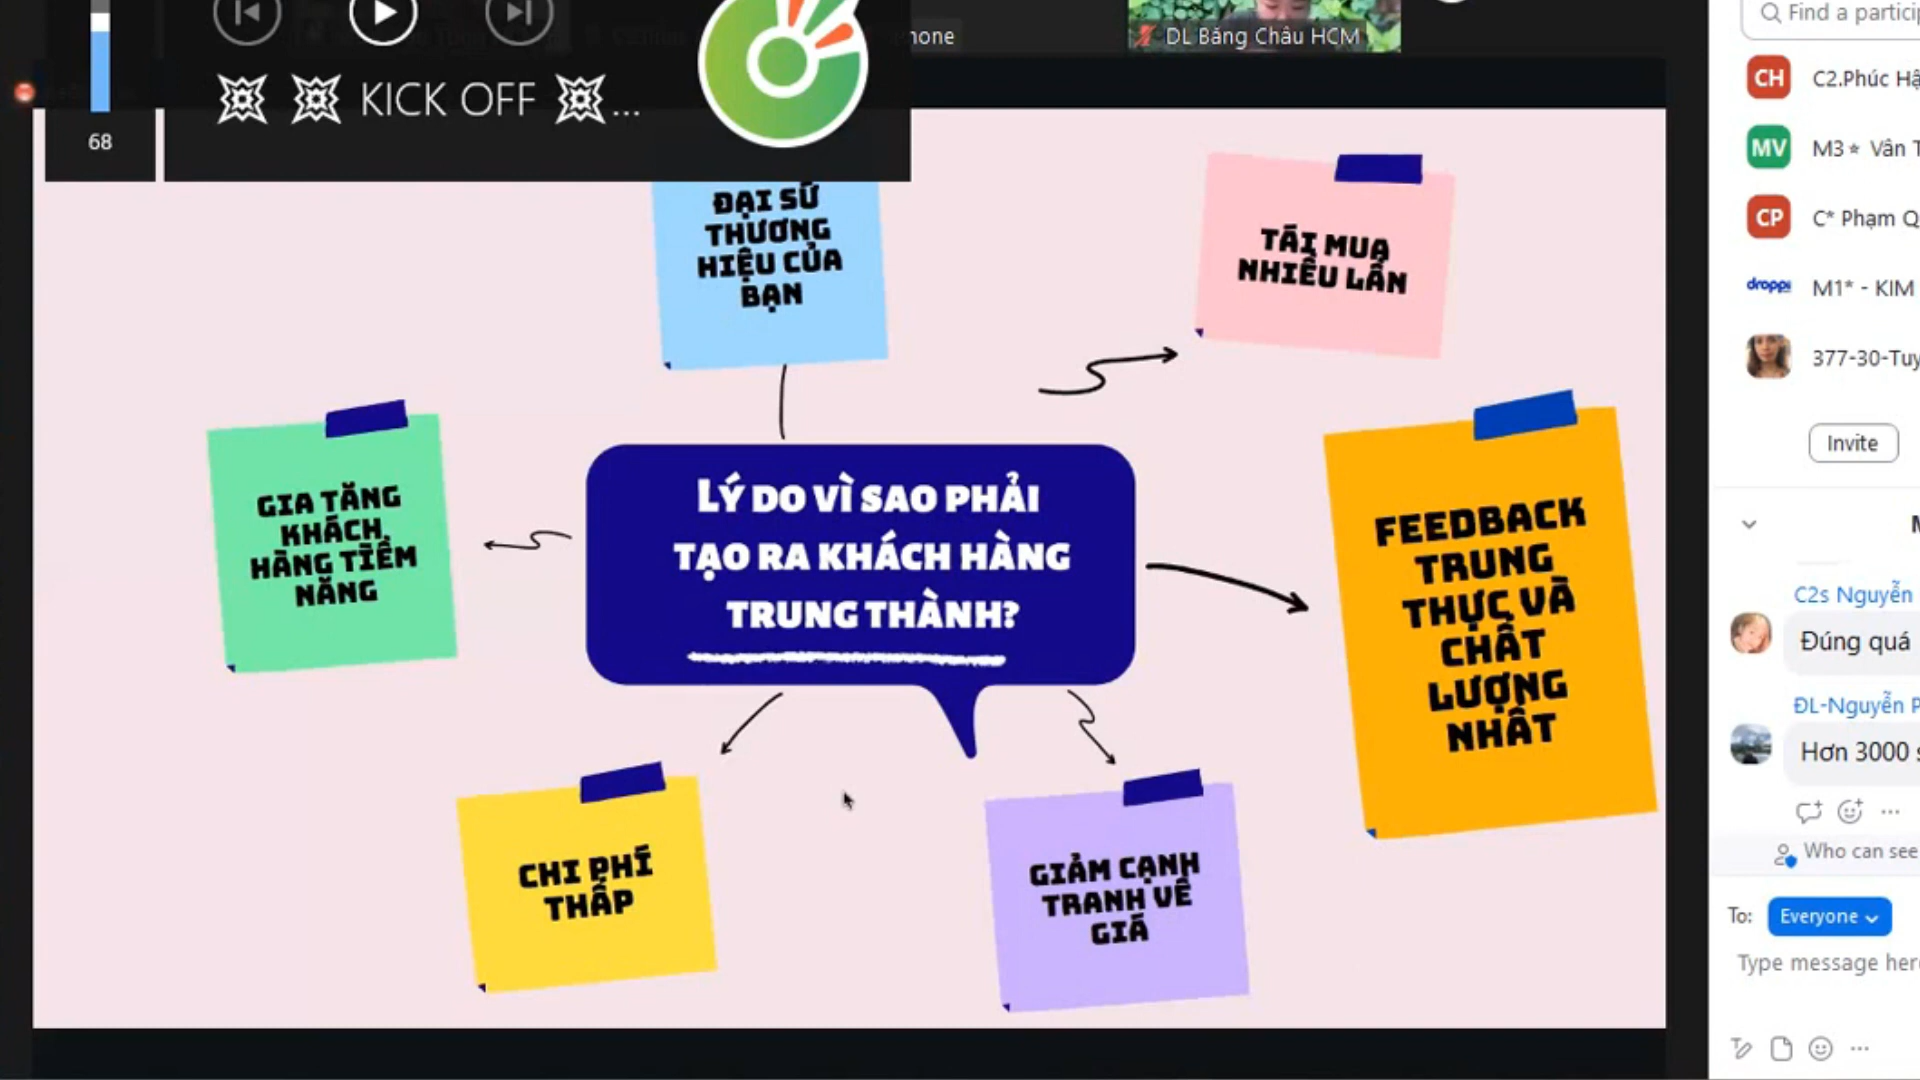 Find a partici
DL Băng Châu HCM
KICK OFF
...
68
CH
C2.Phúc Hậ
MV
M3* Vân T
CP
C* Phạm Q
droppi
M1* - KIM
377-30-Tuy
Invite
ĐẠI SỨ
THƯƠNG
HIỆU CỦA
BẠN
TÁI MUA
NHIỀU LẦN
GIA TĂNG
KHÁCH
HÀNG TIỀM
NĂNG
LÝ DO VÌ SAO PHẢI
TẠO RA KHÁCH HÀNG
TRUNG THÀNH?
FEEDBACK
TRUNG
THỰC VÀ
CHẤT
LƯỢNG
NHẤT
CHI PHÍ
THẤP
GIẢM CẠNH
TRANH VỀ
GIÁ
C2s Nguyễn
Đúng quá
ĐL-Nguyễn P
Hơn 3000 s
Who can see
To:
Everyone
Type message here